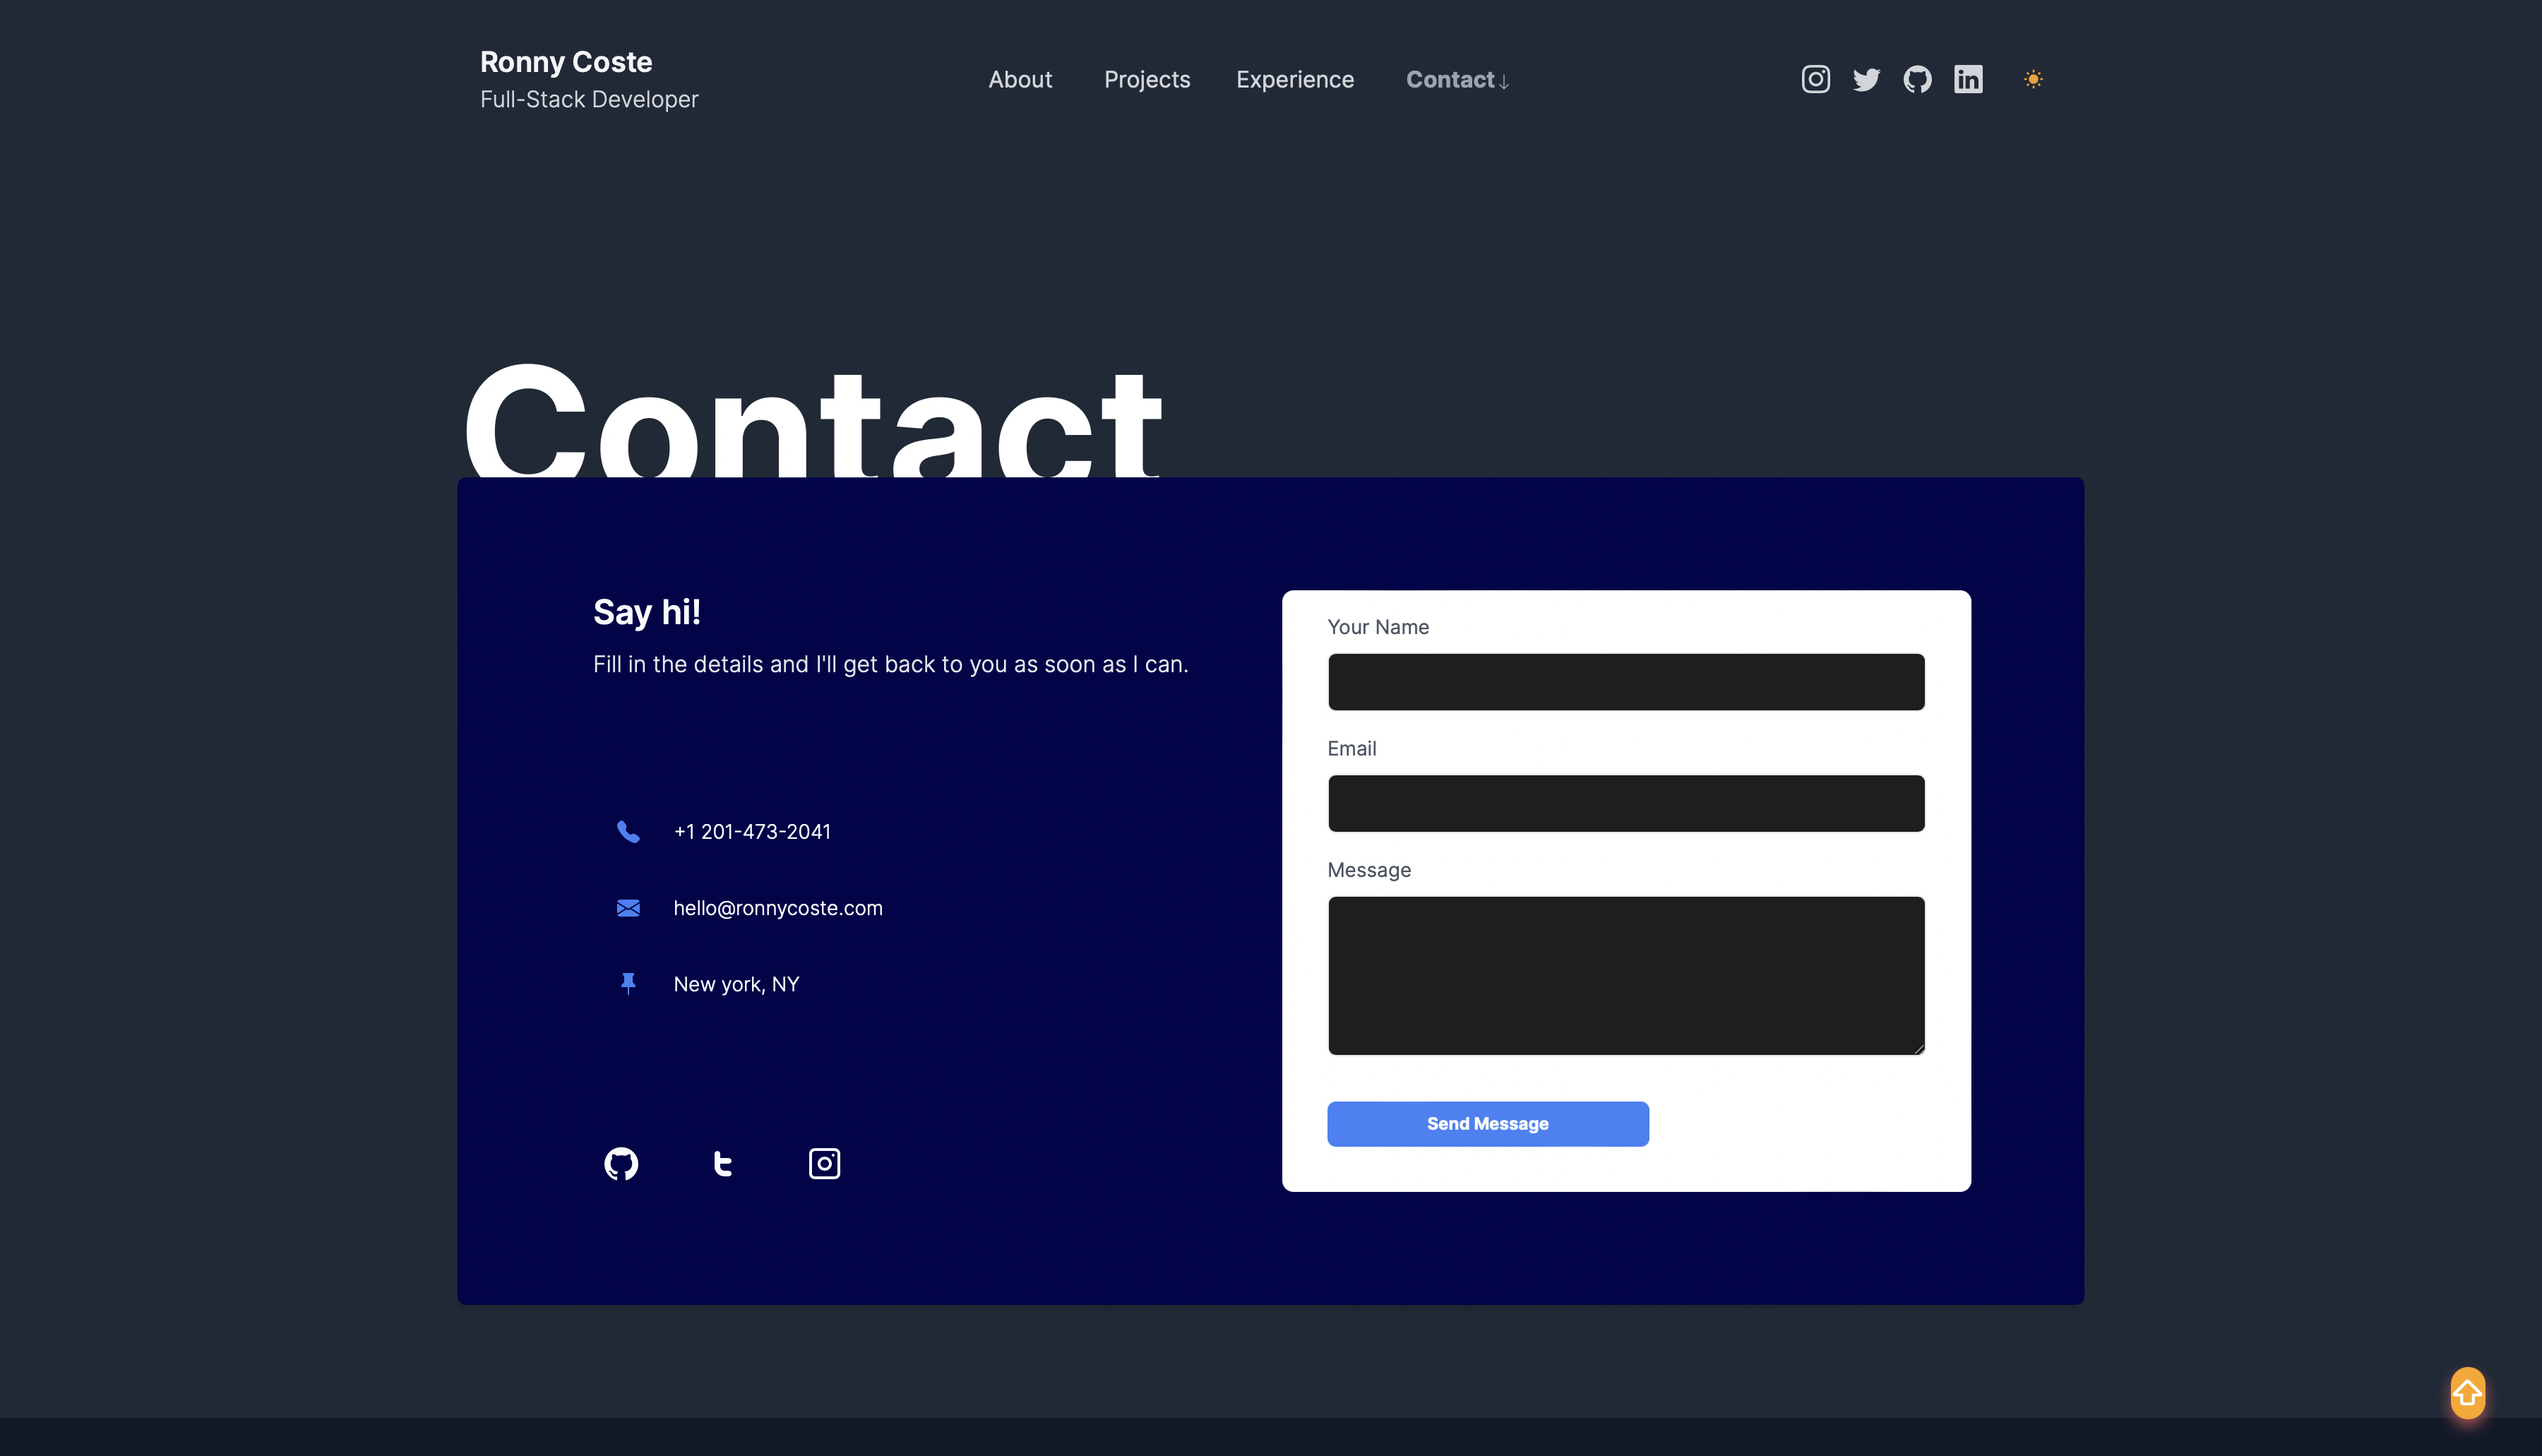 Ronny Coste
Full-Stack Developer
About Projects Experience Contact↓
Contact
Say hi!
Fill in the details and I'll get back to you as soon as I can.
+1 201-473-2041
hello@ronnycoste.com
New york, NY
Your Name
Email
Message
Send Message